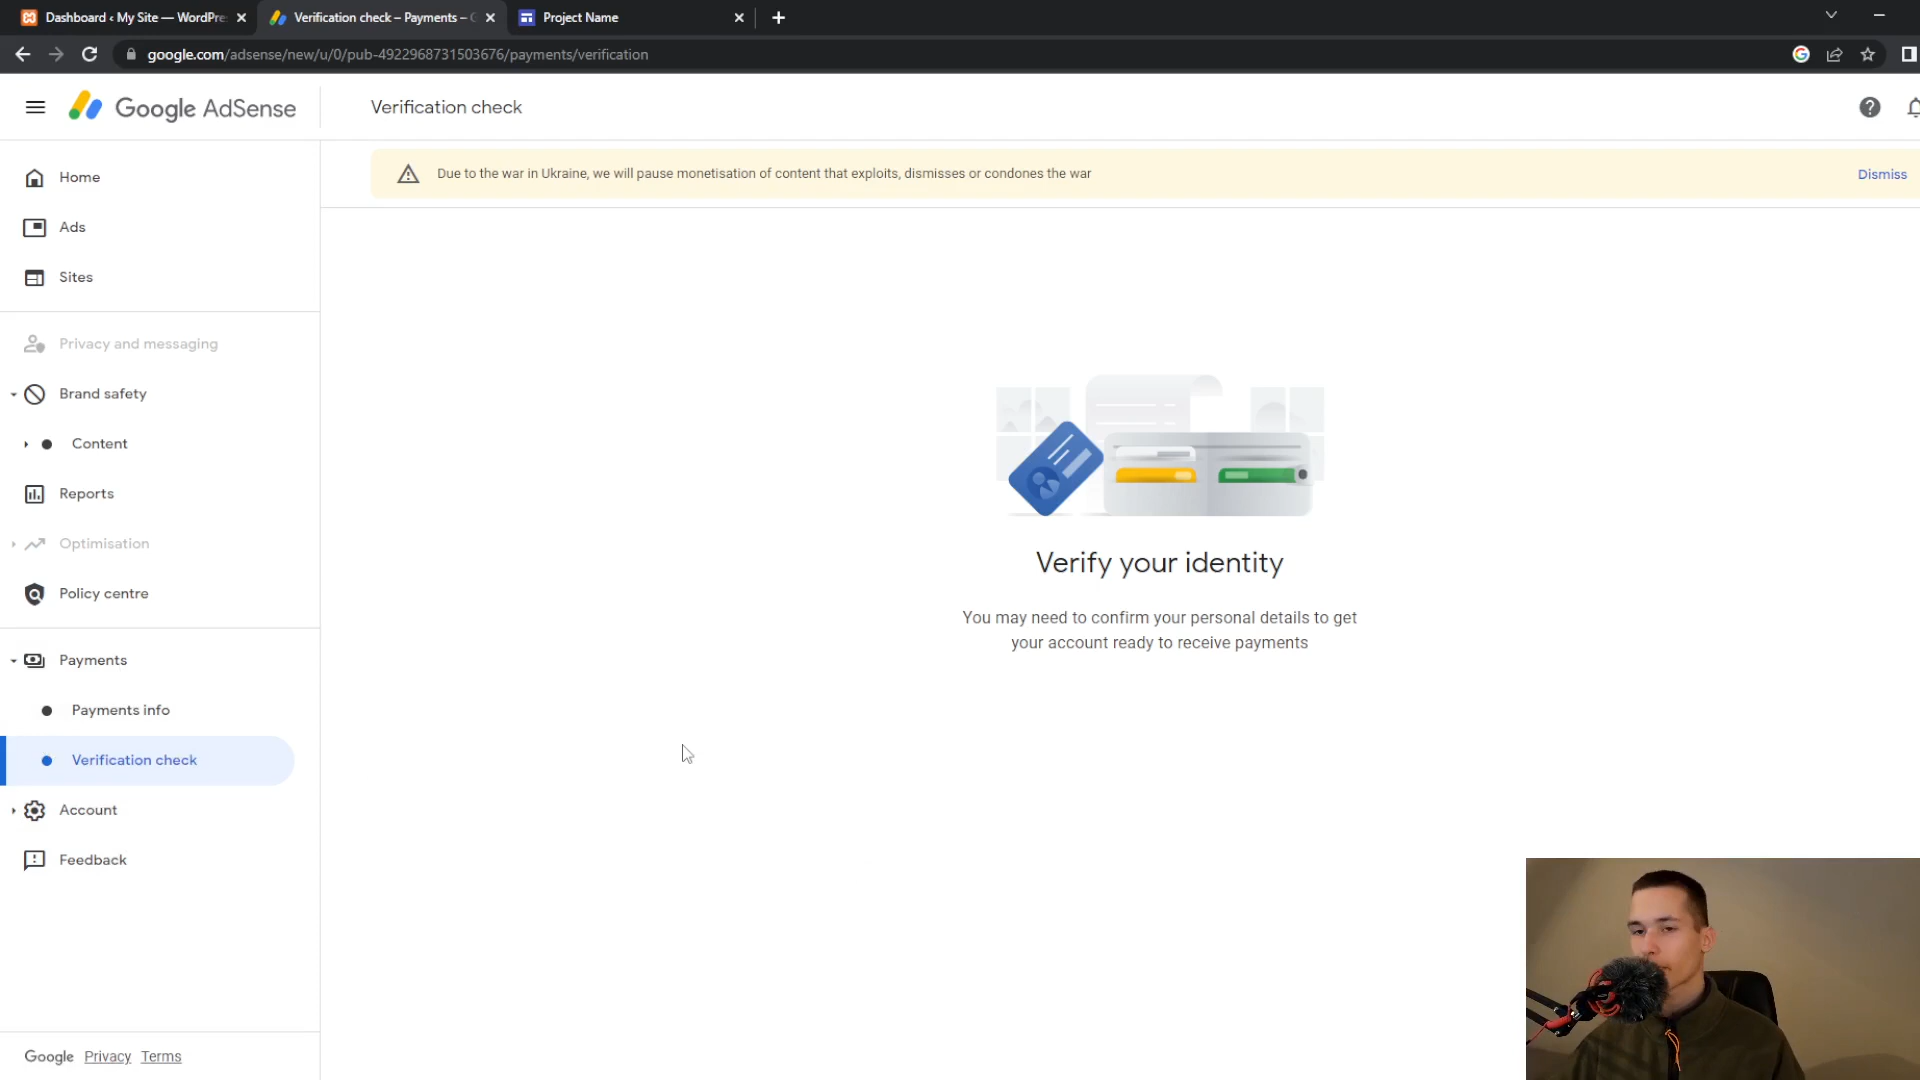 Dashboard ‹ My Site — WordPre
Verification check – Payments – G
Project Name
google.com/adsense/new/u/0/pub-4922968731503676/payments/verification
Google AdSense
Verification check
Due to the war in Ukraine, we will pause monetisation of content that exploits, dismisses or condones the war
Dismiss
Home
Ads
Sites
Privacy and messaging
Brand safety
Content
Reports
Optimisation
Policy centre
Payments
Payments info
Verification check
Account
Feedback
Verify your identity
You may need to confirm your personal details to get
your account ready to receive payments
Google Privacy Terms